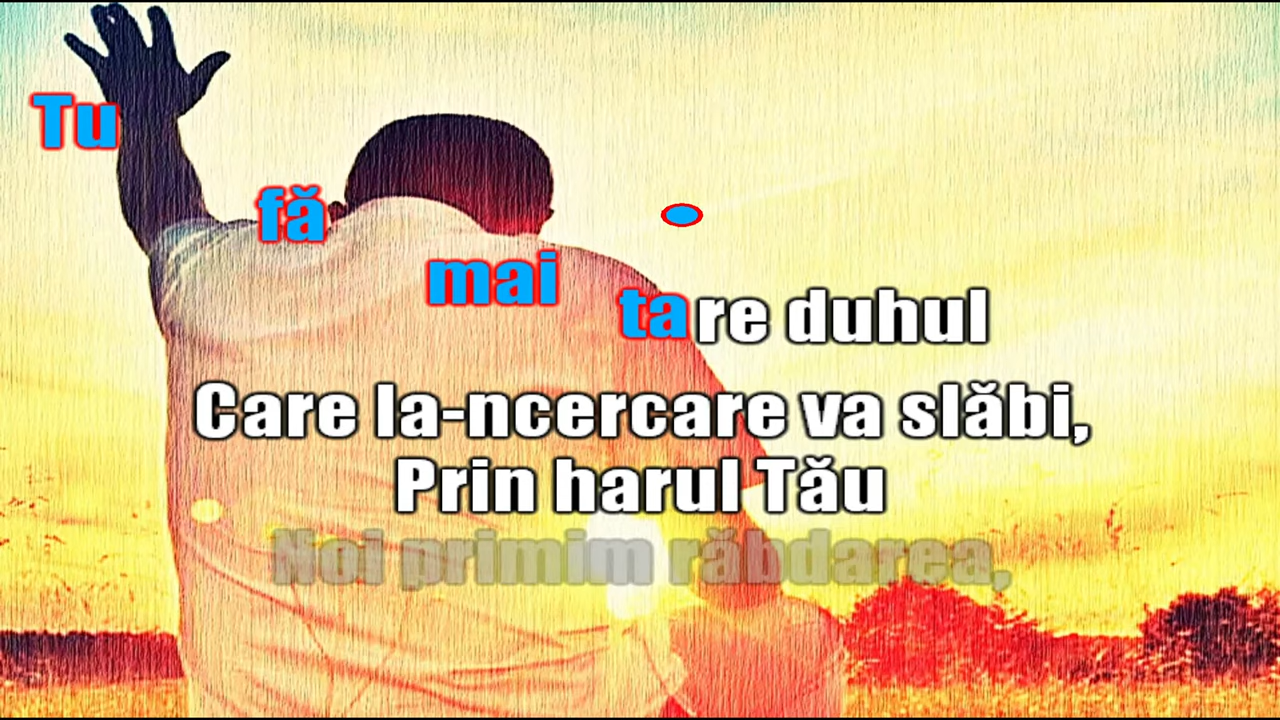 Tu fă mai tare duhul
Care la-ncercare va slăbi,
Prin harul Tău
Noi primim răbdarea,